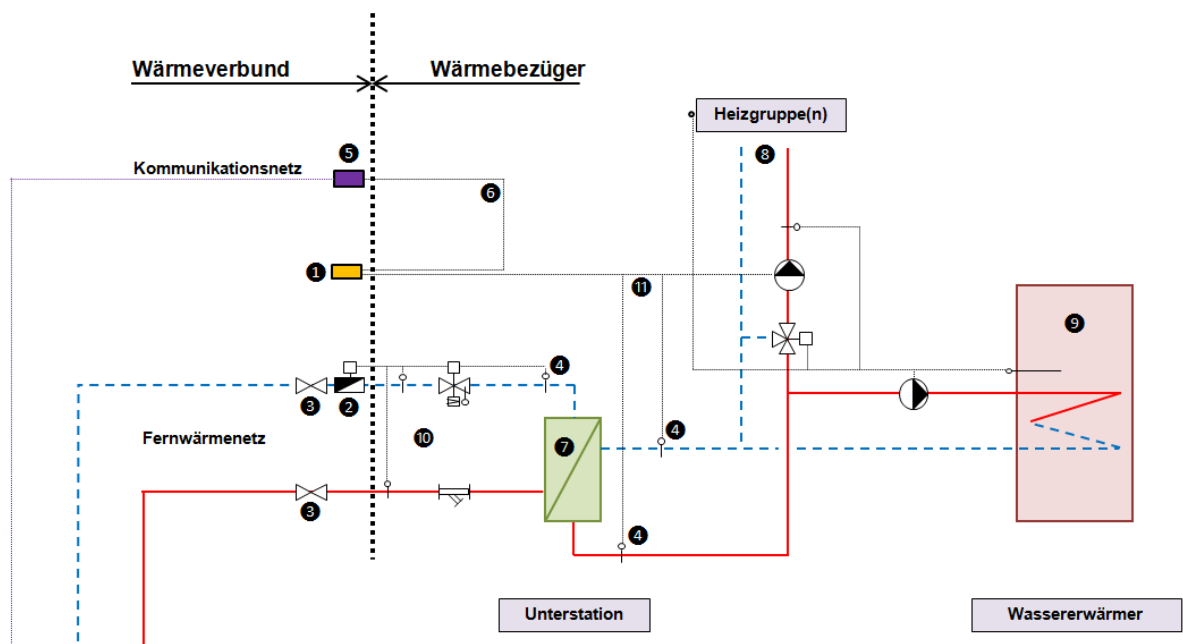 Wärmeverbund
Wärmebezüger
Heizgruppe(n)
5
8
Kommunikationsnetz
6
1
11
9
4
3
2
Fernwärmenetz
10
7
4
3
4
Unterstation
Wassererwärmer